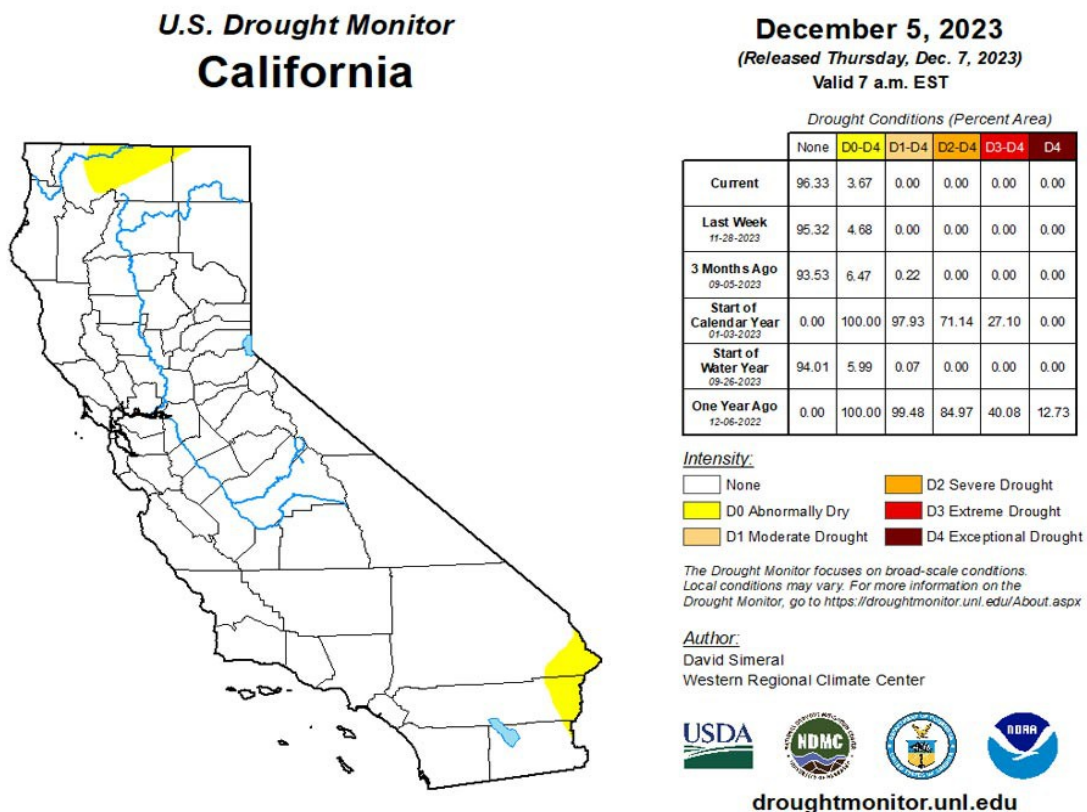 U.S. Drought Monitor
California
December 5, 2023
(Released Thursday, Dec. 7, 2023)
Valid 7 a.m. EST
Drought Conditions (Percent Area)
None D0-D4 D1-D4 D2-D4 D3-D4 D4
Current 96.33 3.67 0.00 0.00 0.00 0.00
Last Week
11-28-2023 95.32 4.68 0.00 0.00 0.00 0.00
3 Months Ago
09-05-2023 93.53 6.47 0.22 0.00 0.00 0.00
Start of
Calendar Year
01-03-2023 0.00 100.00 97.93 71.14 27.10 0.00
Start of
Water Year
09-26-2023 94.01 5.99 0.07 0.00 0.00 0.00
One Year Ago
12-06-2022 0.00 100.00 99.48 84.97 40.08 12.73
Intensity:
None
D0 Abnormally Dry
D1 Moderate Drought
D2 Severe Drought
D3 Extreme Drought
D4 Exceptional Drought
The Drought Monitor focuses on broad-scale conditions.
Local conditions may vary. For more information on the
Drought Monitor, go to https://droughtmonitor.unl.edu/About.aspx
Author:
David Simeral
Western Regional Climate Center
USDA
NDMC
NOAA
droughtmonitor.unl.edu